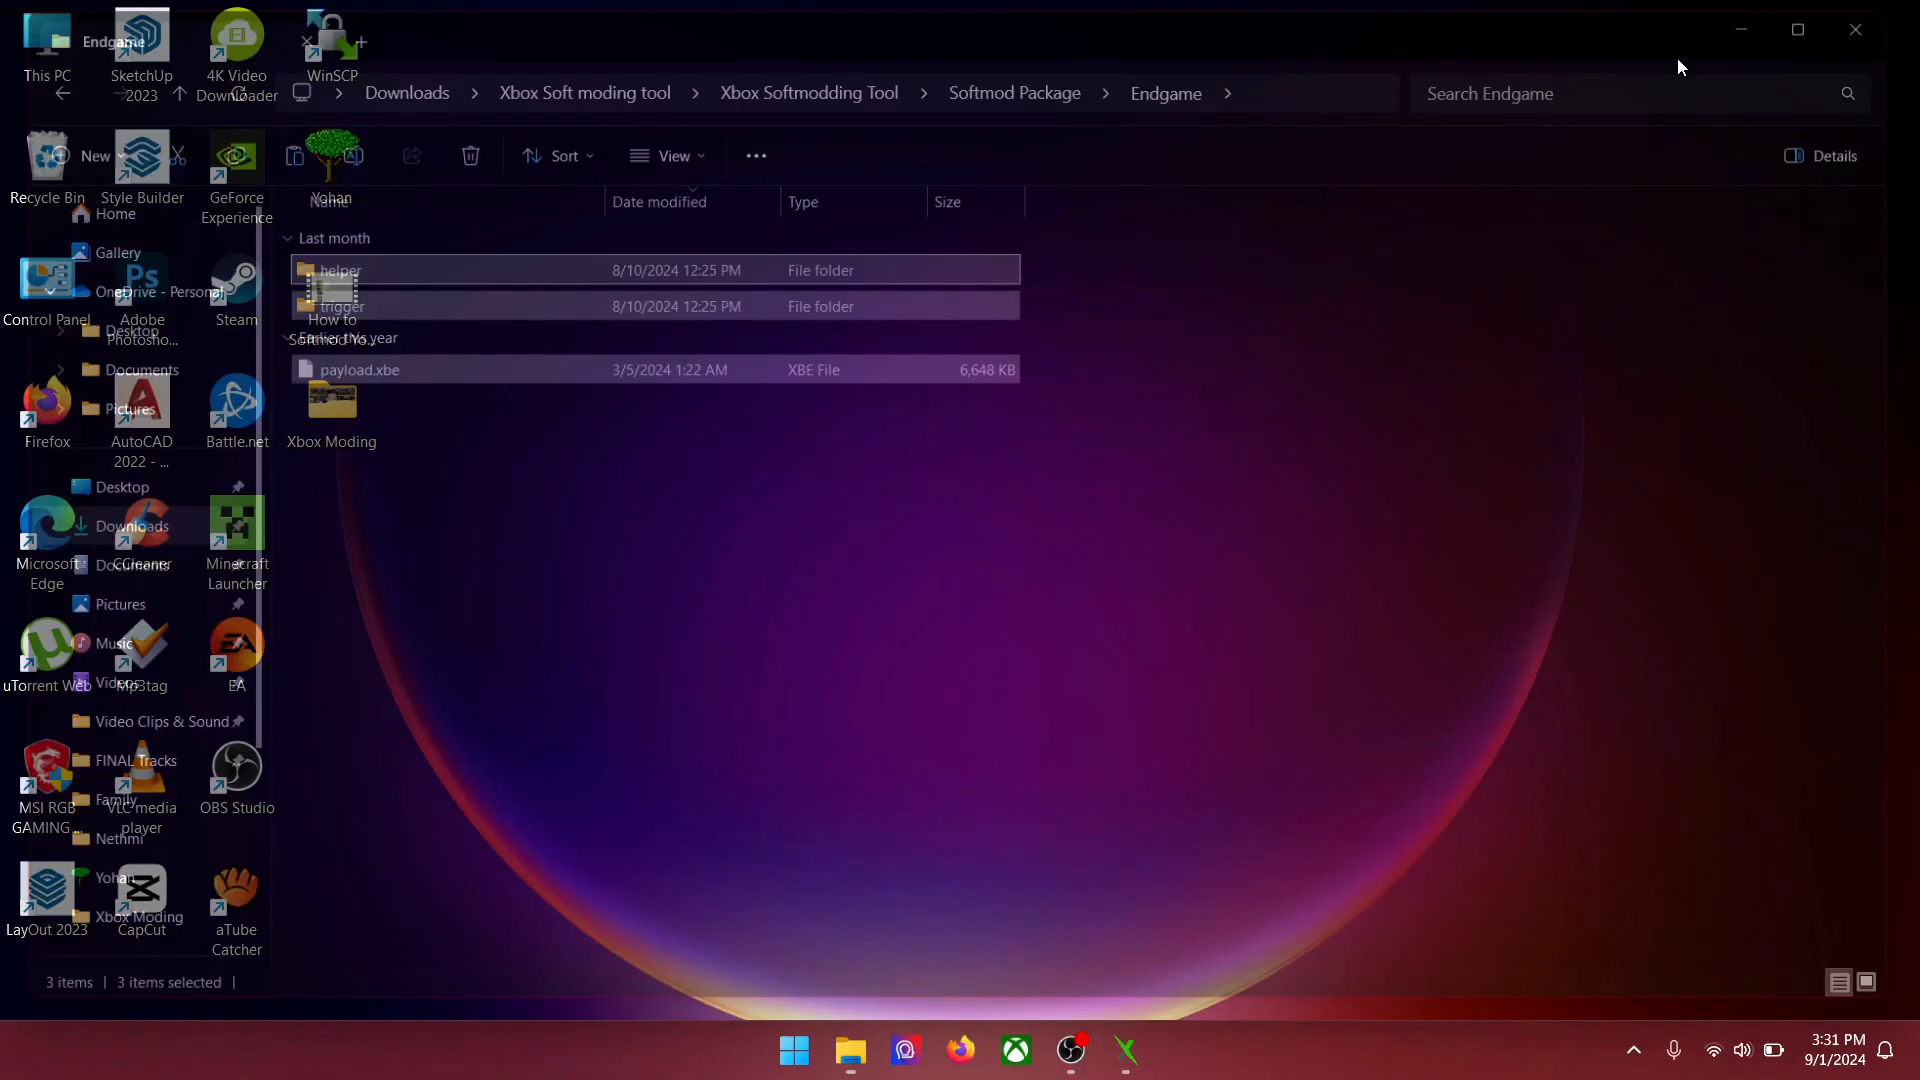 Endgame
This PC
SketchUp
2023
4K Video
Downloader
WinSCP
Downloads
Xbox Soft moding tool
Xbox Softmodding Tool
Softmod Package
Endgame
Search Endgame
New
Sort
View
Details
Recycle Bin
Style Builder
GeForce
Experience
Yohan
Name
Date modified
Type
Size
Home
Gallery
OneDrive - Personal
Desktop
Documents
Pictures
Last month
helper
8/10/2024 12:25 PM
File folder
trigger
8/10/2024 12:25 PM
File folder
Earlier this year
payload.xbe
3/5/2024 1:22 AM
XBE File
6,648 KB
Control Panel
Adobe
Photosho...
Steam
How to
Softmod Yo...
Firefox
AutoCAD
2022 - ...
Battle.net
Xbox Moding
Desktop
Downloads
Documents
Pictures
Music
Videos
Video Clips & Sound
FINAL Tracks
Family
Nethmi
Yohan
Xbox Moding
Microsoft
Edge
CCleaner
Minecraft
Launcher
uTorrent Web
Mp3tag
EA
MSI RGB
GAMING ...
VLC media
player
OBS Studio
LayOut 2023
CapCut
aTube
Catcher
3 items
3 items selected
3:31 PM
9/1/2024